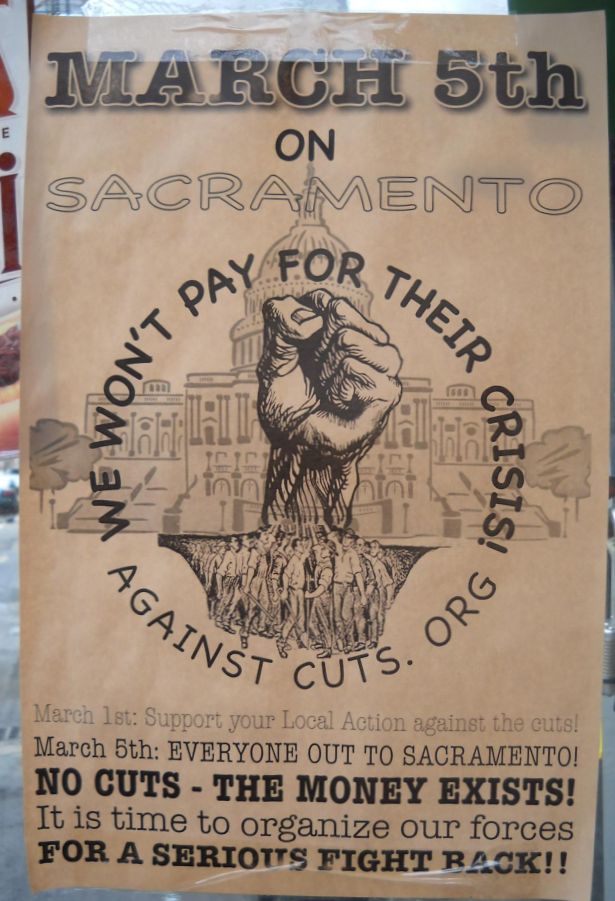 MARCH 5th
ON
SACRAMENTO
WE WON'T PAY FOR THEIR CRISIS!
AGAINST CUTS. ORG
March 1st: Support your Local Action against the cuts!
March 5th: EVERYONE OUT TO SACRAMENTO!
NO CUTS - THE MONEY EXISTS!
It is time to organize our forces
FOR A SERIOUS FIGHT BACK!!